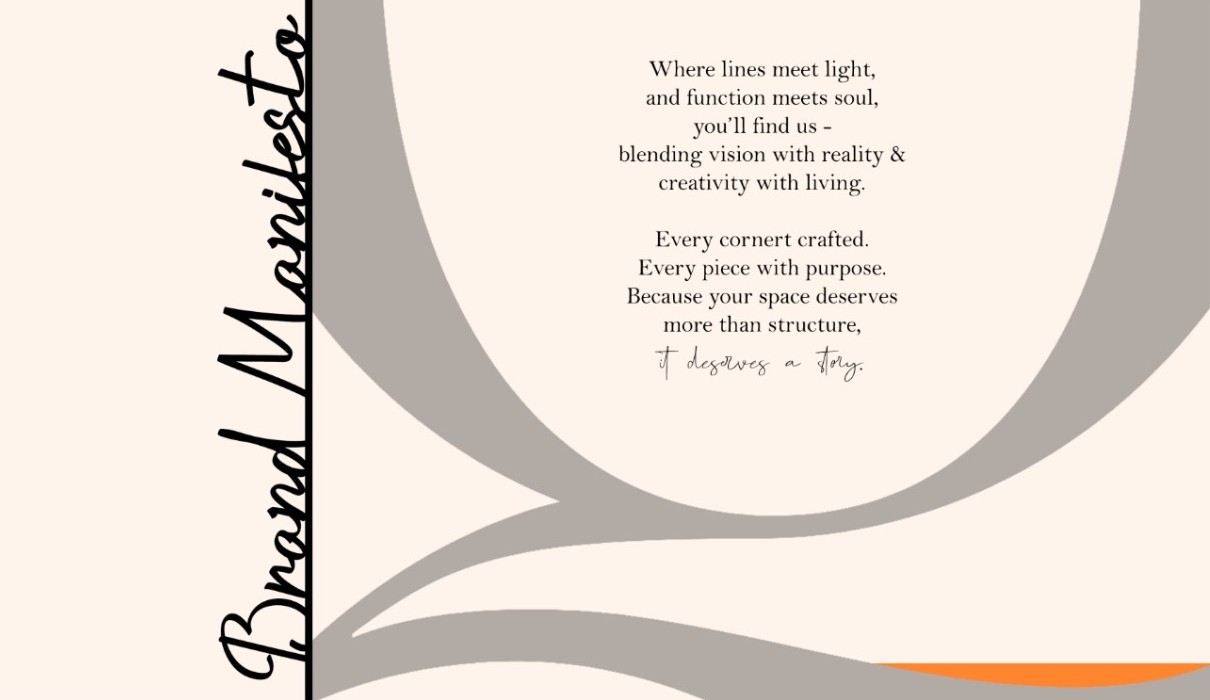 Brand Manifesto
Where lines meet light,
and function meets soul,
you'll find us -
blending vision with reality &
creativity with living.
Every cornert crafted.
Every piece with purpose.
Because your space deserves
more than structure,
it deserves a story.